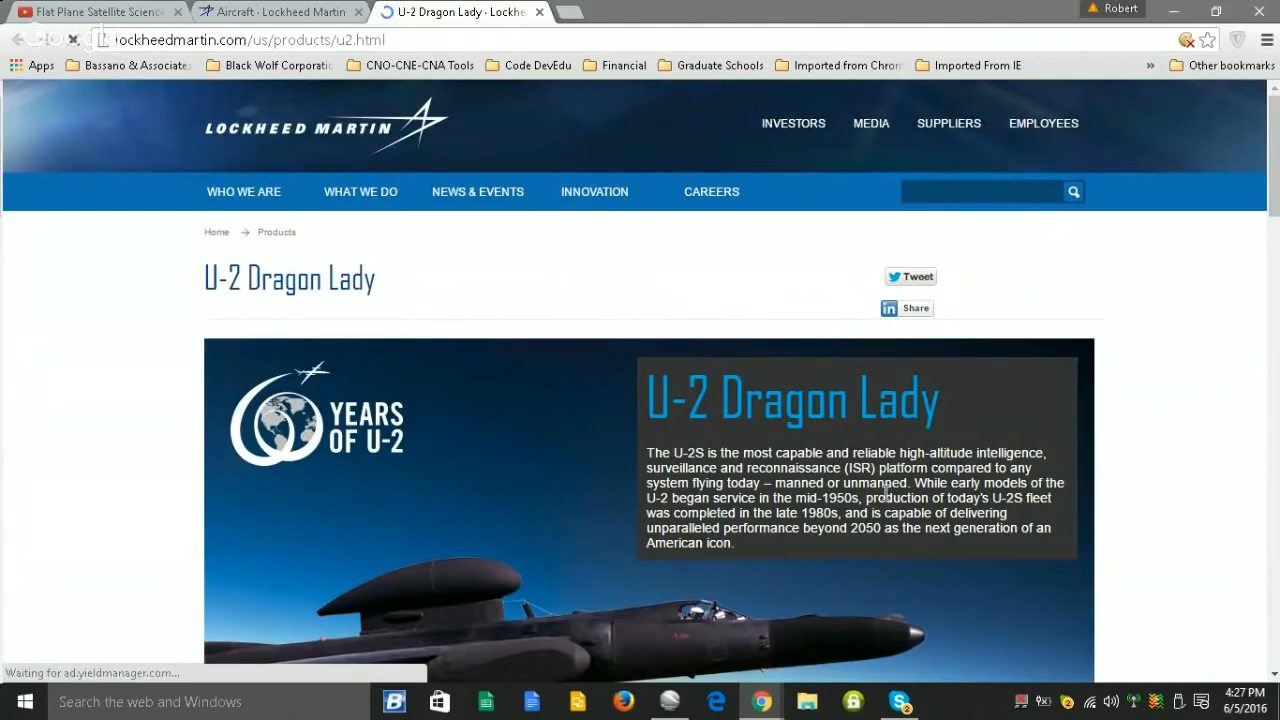 Flat Plane Satellite Scienc
Aircraft · Lockheed Martin
U-2 Dragon Lady · Lockhe
Robert
lockheedmartin.com/us/products/u2.html
Apps
Bassano & Associates
Black Wolf Corporatic
CNO-CNE-CNA Tools
Code DevEdu
Financial
Graduate Schools
Imported from Chrom
Imported From IE
»
Other bookmarks
LOCKHEED MARTIN
INVESTORS
MEDIA
SUPPLIERS
EMPLOYEES
WHO WE ARE
WHAT WE DO
NEWS & EVENTS
INNOVATION
CAREERS
Home → Products
U-2 Dragon Lady
Tweet
in Share
60 YEARS
OF U-2
U-2 Dragon Lady
The U-2S is the most capable and reliable high-altitude intelligence,
surveillance and reconnaissance (ISR) platform compared to any
system flying today – manned or unmanned. While early models of the
U-2 began service in the mid-1950s, production of today's U-2S fleet
was completed in the late 1980s, and is capable of delivering
unparalleled performance beyond 2050 as the next generation of an
American icon.
Waiting for ad.yieldmanager.com...
Search the web and Windows
4:27 PM
6/5/2016